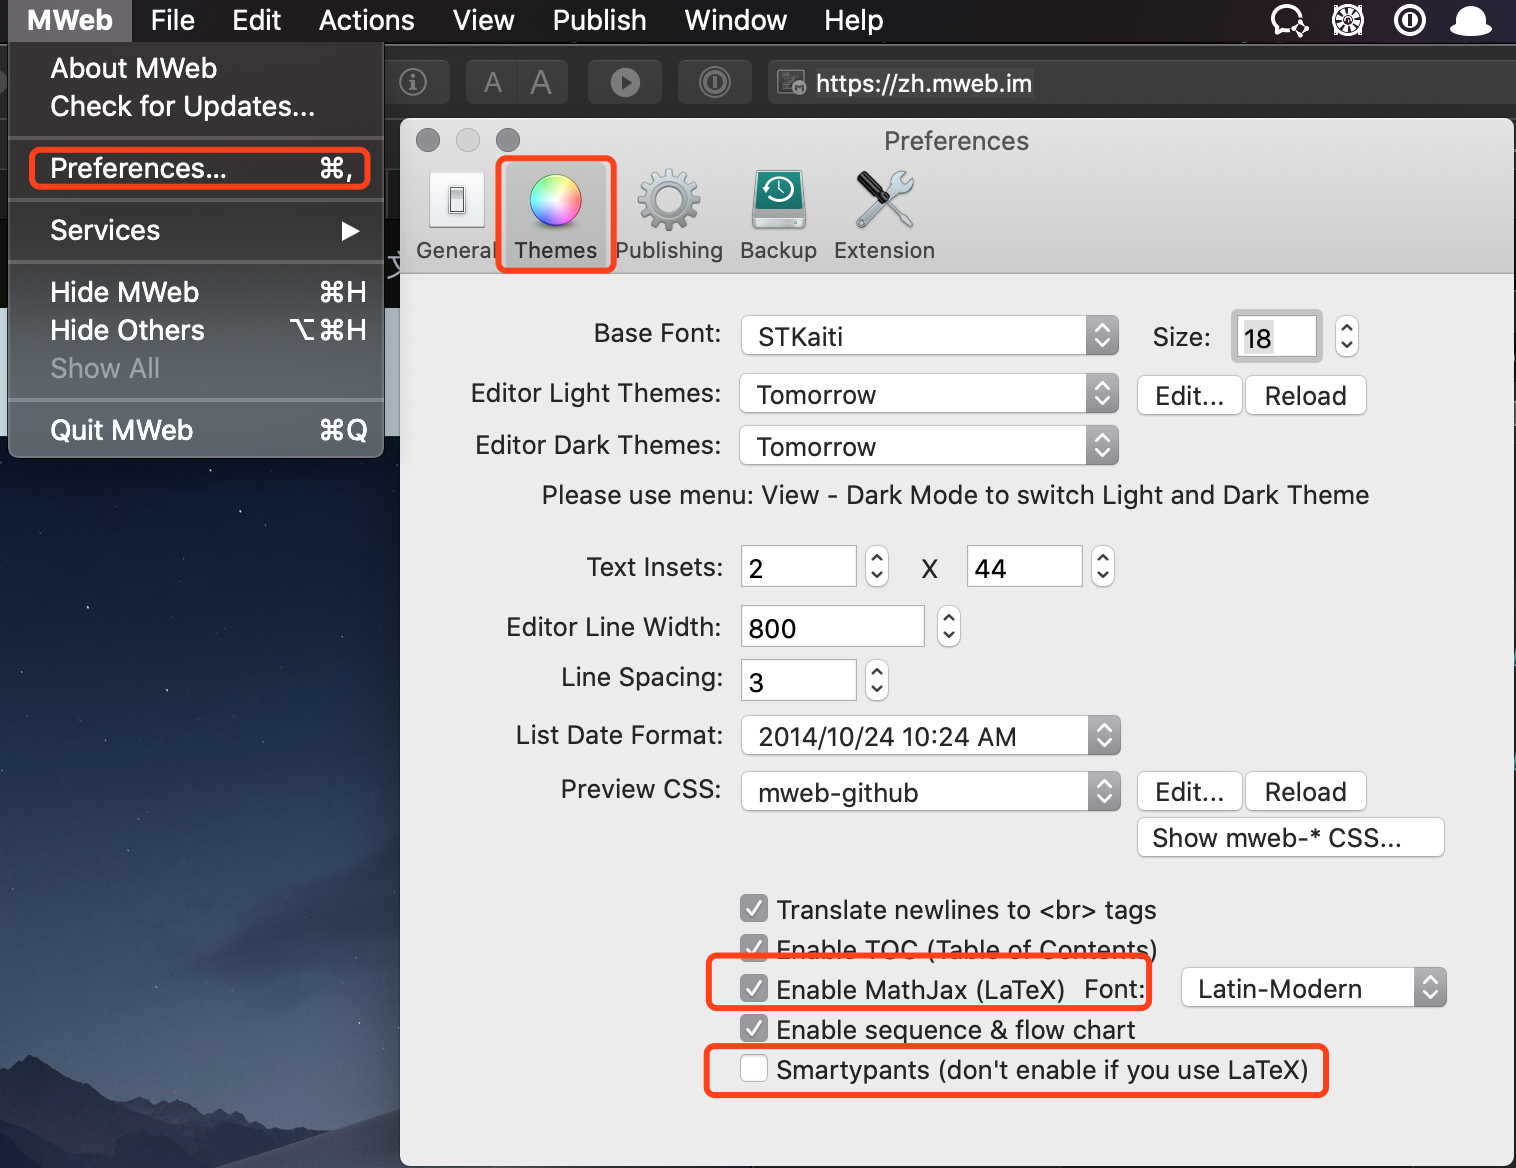 MWeb File Edit Actions View Publish Window Help
About MWeb
Check for Updates...
Preferences... ⌘,
Services ▶
Hide MWeb ⌘H
Hide Others ⌥⌘H
Show All
Quit MWeb ⌘Q
A A https://zh.mweb.im
文
Preferences
General Themes Publishing Backup Extension
Base Font: STKaiti Size: 18
Editor Light Themes: Tomorrow Edit... Reload
Editor Dark Themes: Tomorrow
Please use menu: View - Dark Mode to switch Light and Dark Theme
Text Insets: 2 X 44
Editor Line Width: 800
Line Spacing: 3
List Date Format: 2014/10/24 10:24 AM
Preview CSS: mweb-github Edit... Reload
Show mweb-* CSS...
Translate newlines to <br> tags
Enable TOC (Table of Contents)
Enable MathJax (LaTeX) Font: Latin-Modern
Enable sequence & flow chart
Smartypants (don't enable if you use LaTeX)